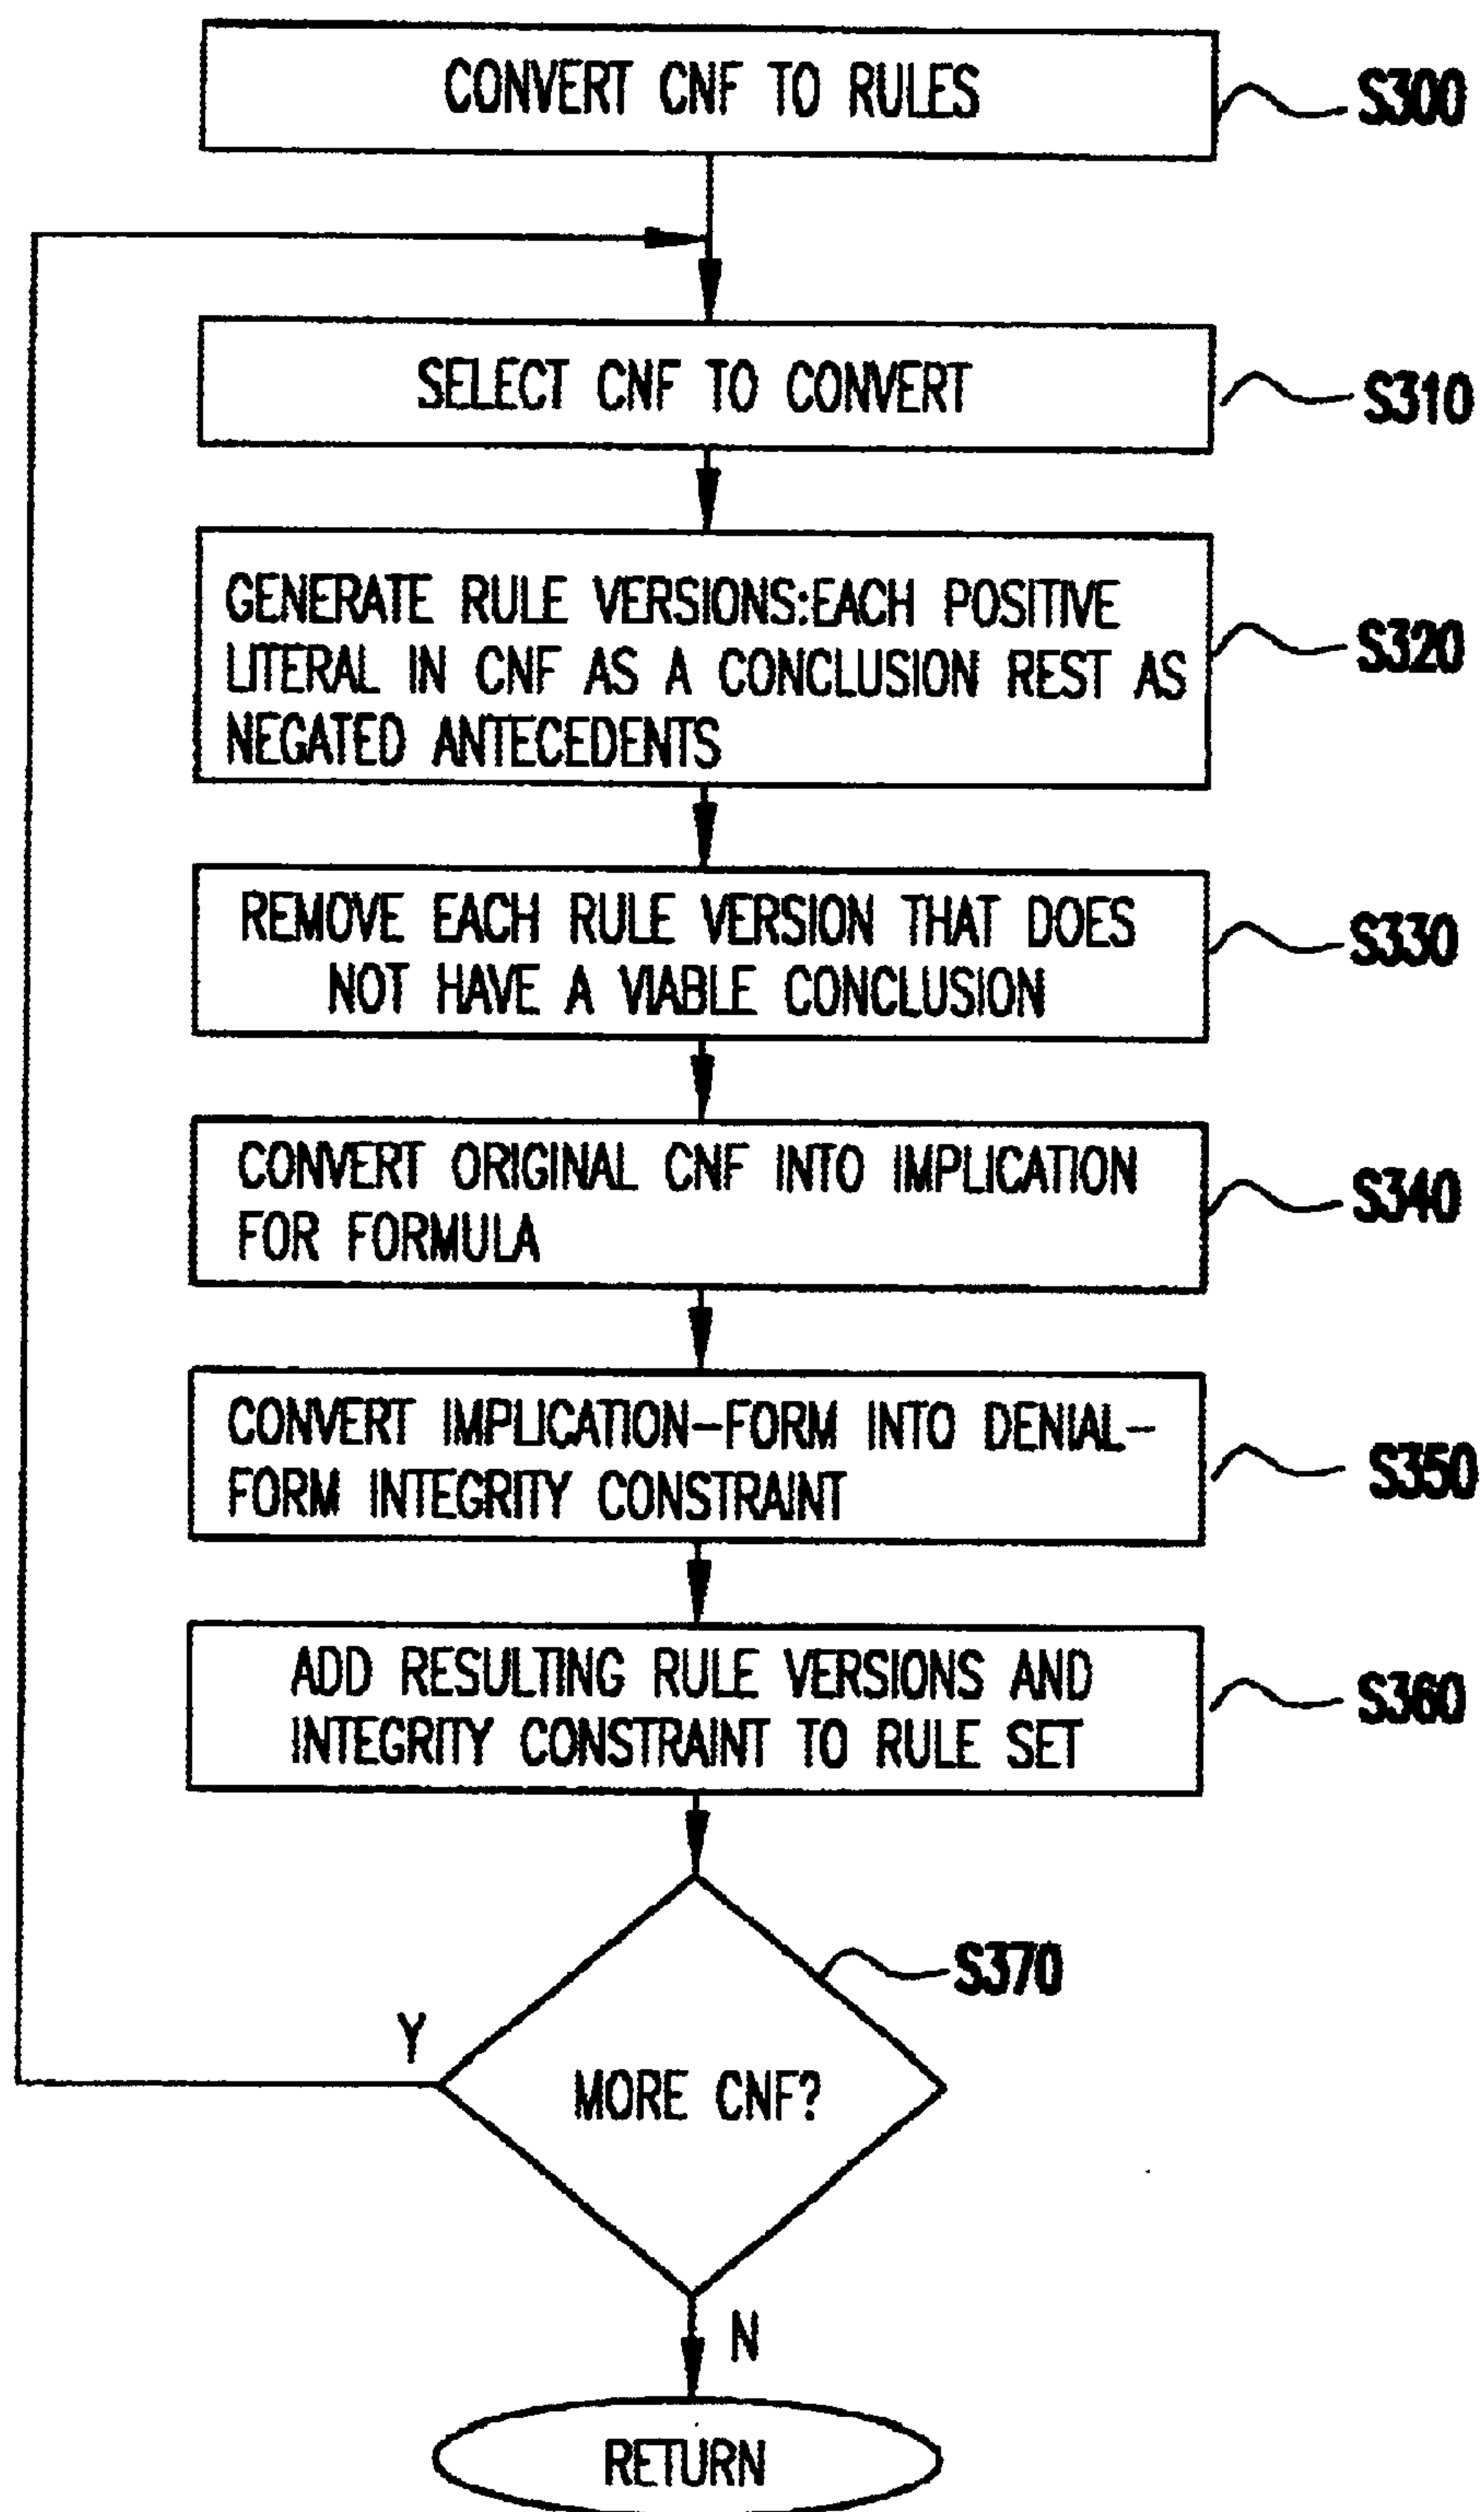 CONVERT CNF TO RULES
S300
SELECT CNF TO CONVERT
S310
GENERATE RULE VERSIONS:EACH POSITIVE
LITERAL IN CNF AS A CONCLUSION REST AS
NEGATED ANTECEDENTS
S320
REMOVE EACH RULE VERSION THAT DOES
NOT HAVE A VIABLE CONCLUSION
S330
CONVERT ORIGINAL CNF INTO IMPLICATION
FOR FORMULA
S340
CONVERT IMPLICATION-FORM INTO DENIAL-
FORM INTEGRITY CONSTRAINT
S350
ADD RESULTING RULE VERSIONS AND
INTEGRITY CONSTRAINT TO RULE SET
S360
S370
Y
MORE CNF?
N
RETURN